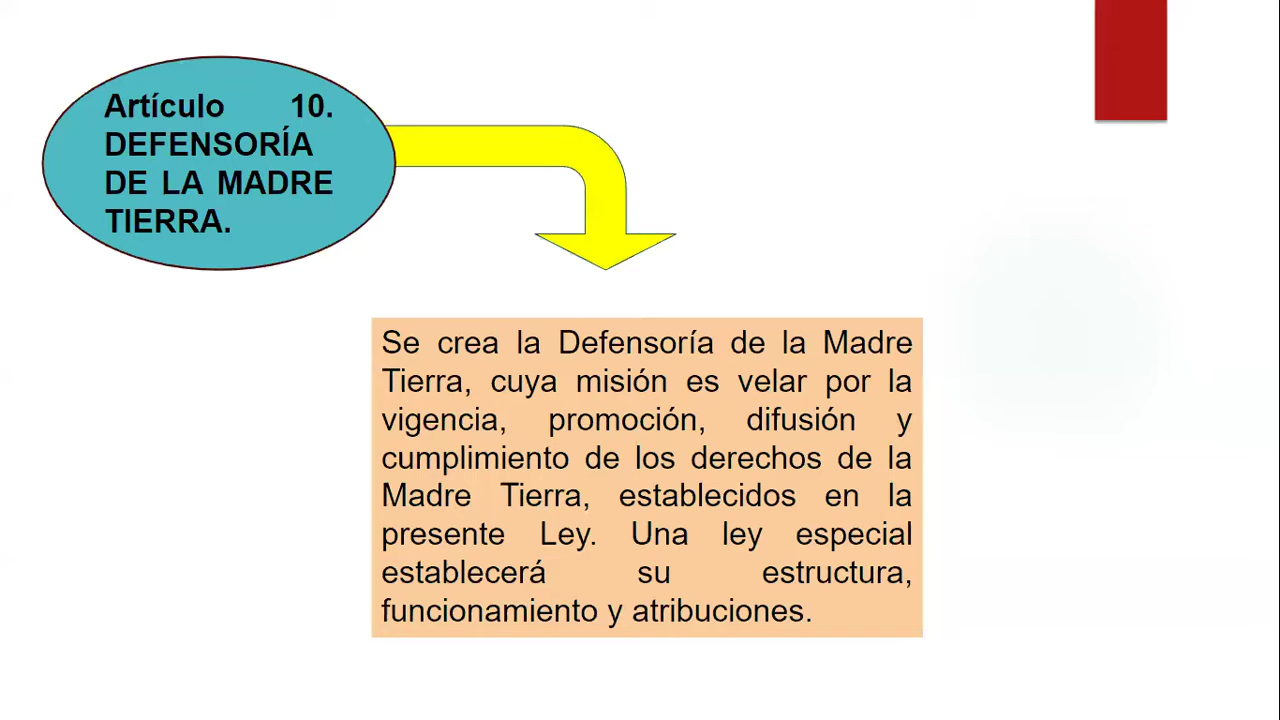 Artículo 10.
DEFENSORÍA
DE LA MADRE
TIERRA.
Se crea la Defensoría de la Madre
Tierra, cuya misión es velar por la
vigencia, promoción, difusión y
cumplimiento de los derechos de la
Madre Tierra, establecidos en la
presente Ley. Una ley especial
establecerá su estructura,
funcionamiento y atribuciones.